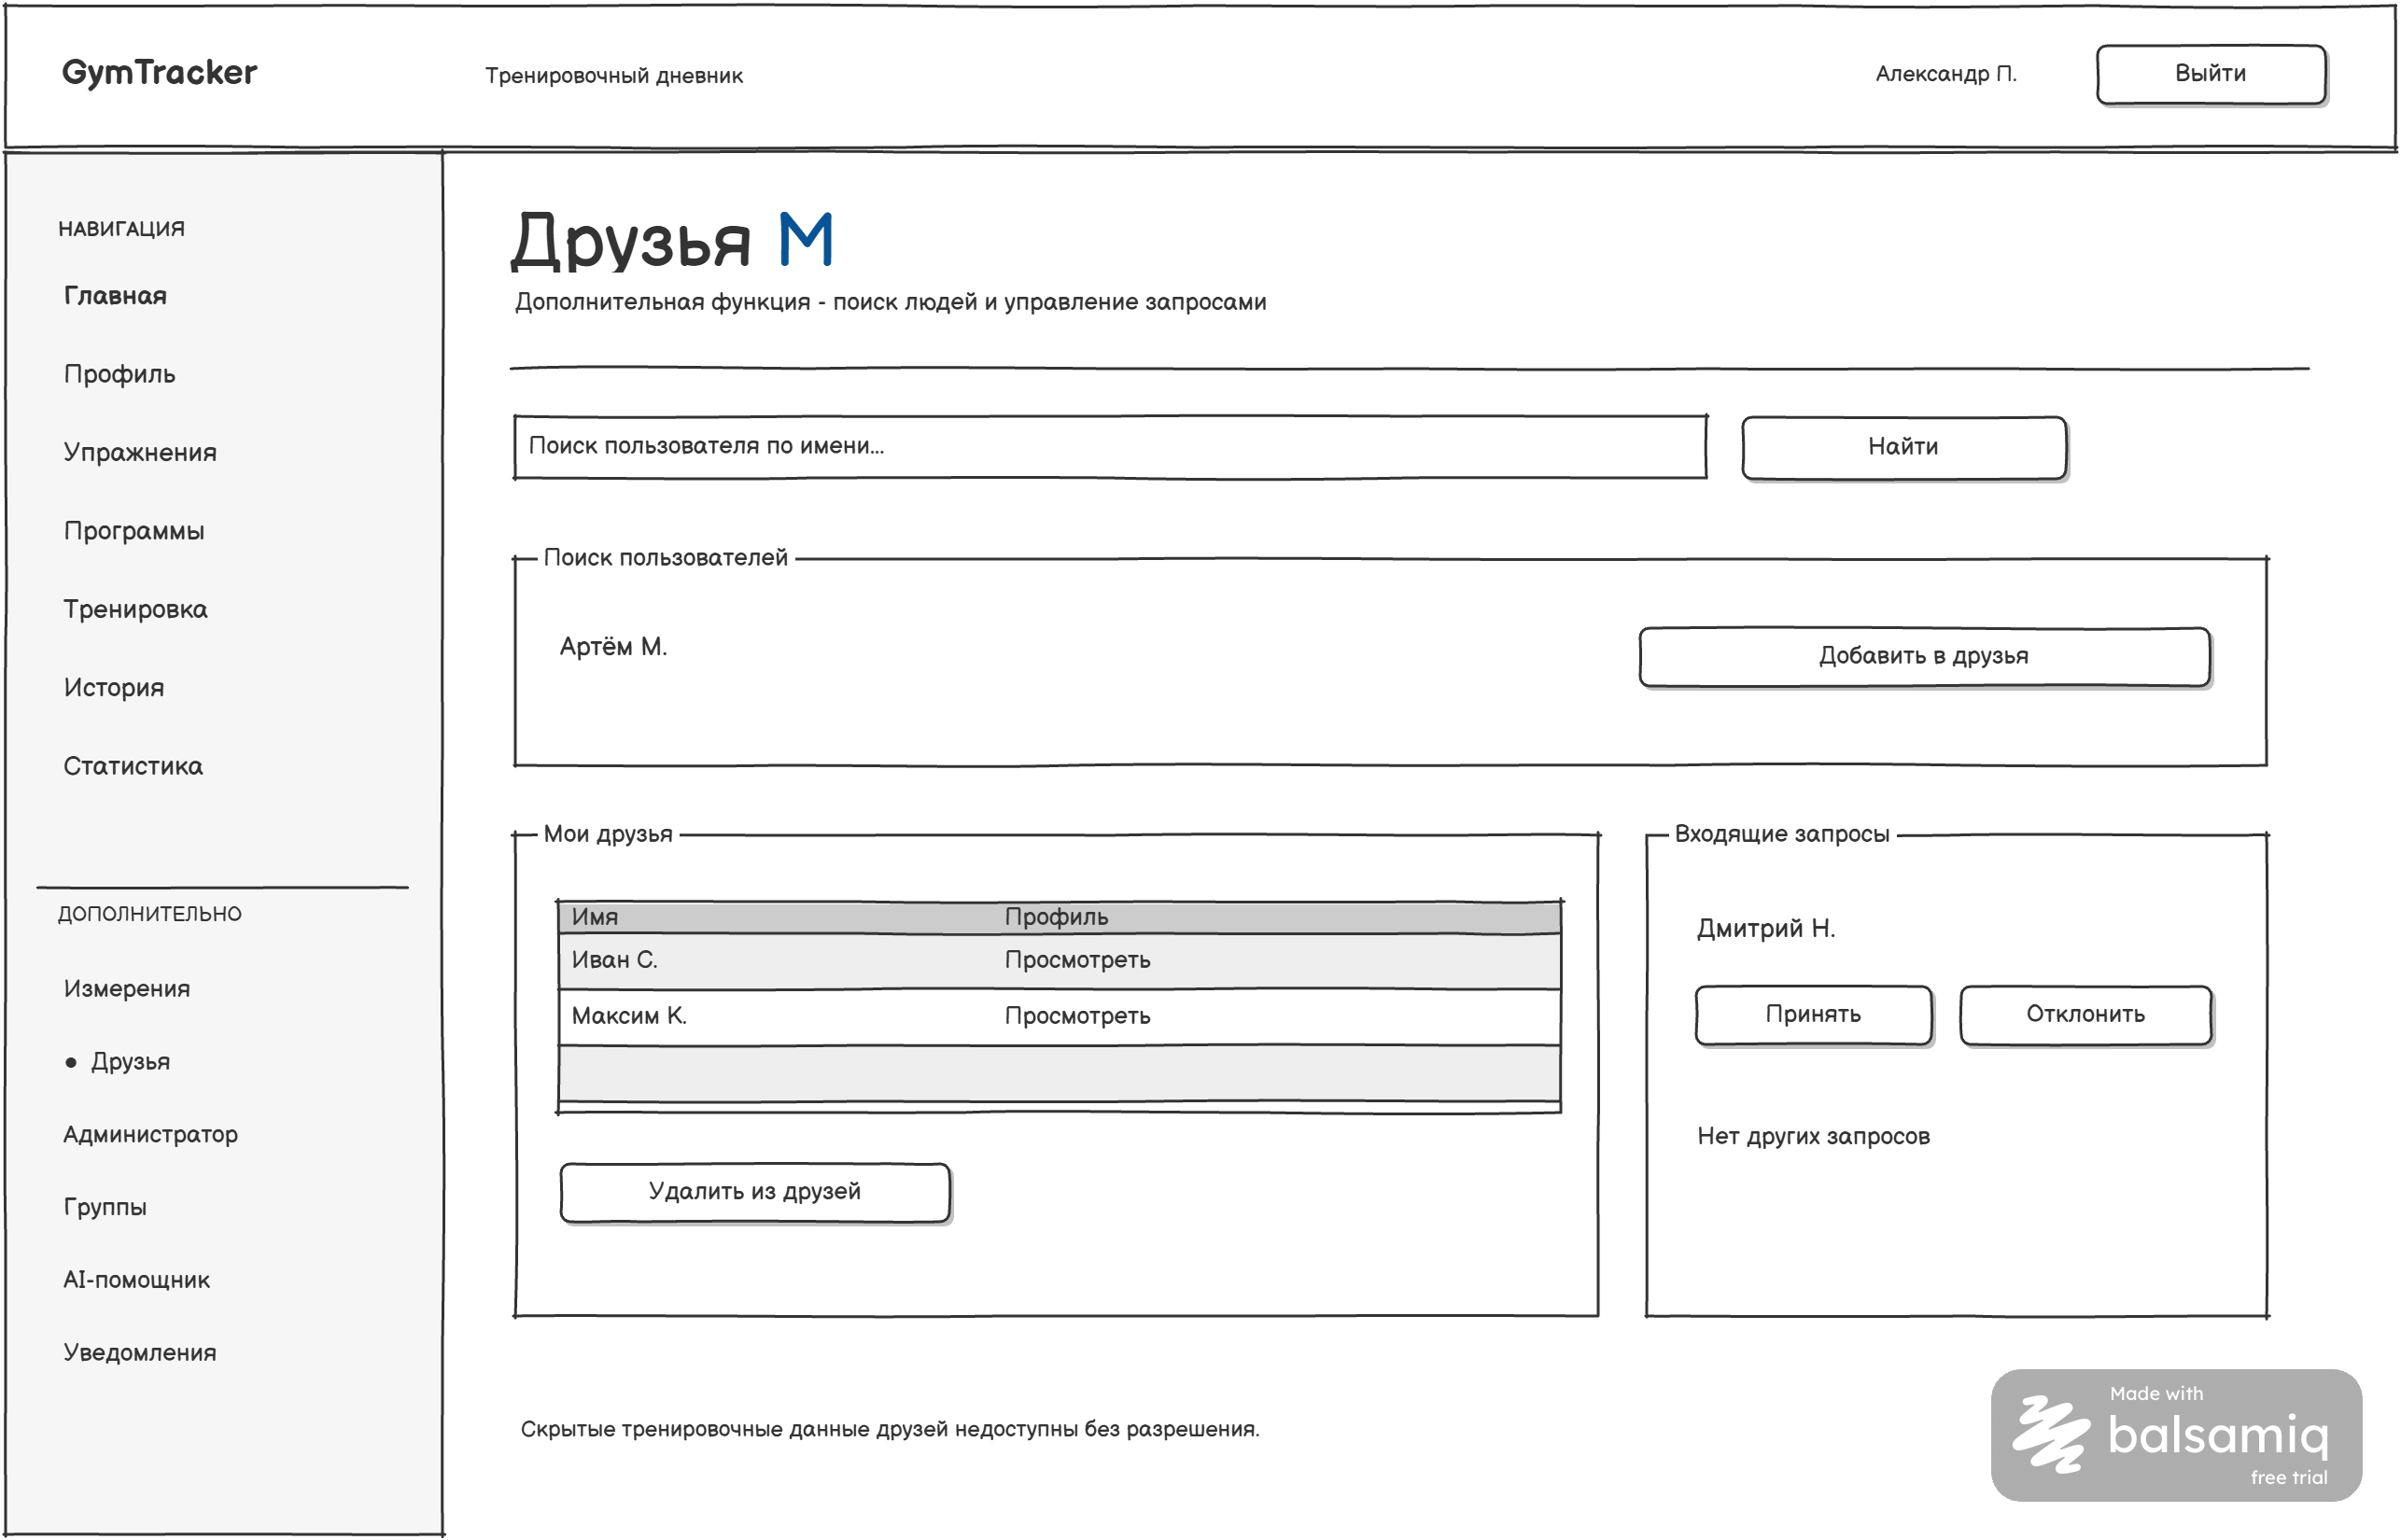 GymTracker
Тренировочный дневник
Александр П.
Выйти
НАВИГАЦИЯ
Главная
Профиль
Упражнения
Программы
Тренировка
История
Статистика
ДОПОЛНИТЕЛЬНО
Измерения
• Друзья
Администратор
Группы
AI-помощник
Уведомления
Друзья M
Дополнительная функция - поиск людей и управление запросами
Поиск пользователя по имени...
Найти
Поиск пользователей
Артём М.
Добавить в друзья
Мои друзья
Имя Профиль
Иван С. Просмотреть
Максим К. Просмотреть
Удалить из друзей
Входящие запросы
Дмитрий Н.
Принять Отклонить
Нет других запросов
Скрытые тренировочные данные друзей недоступны без разрешения.
Made with
balsamiq
free trial